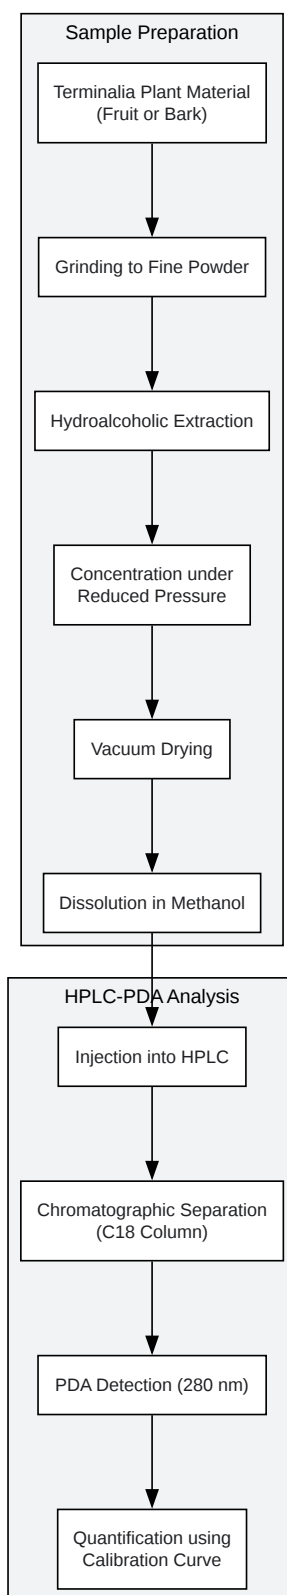 Sample Preparation
Terminalia Plant Material
(Fruit or Bark)
Grinding to Fine Powder
Hydroalcoholic Extraction
Concentration under
Reduced Pressure
Vacuum Drying
Dissolution in Methanol
HPLC-PDA Analysis
Injection into HPLC
Chromatographic Separation
(C18 Column)
PDA Detection (280 nm)
Quantification using
Calibration Curve